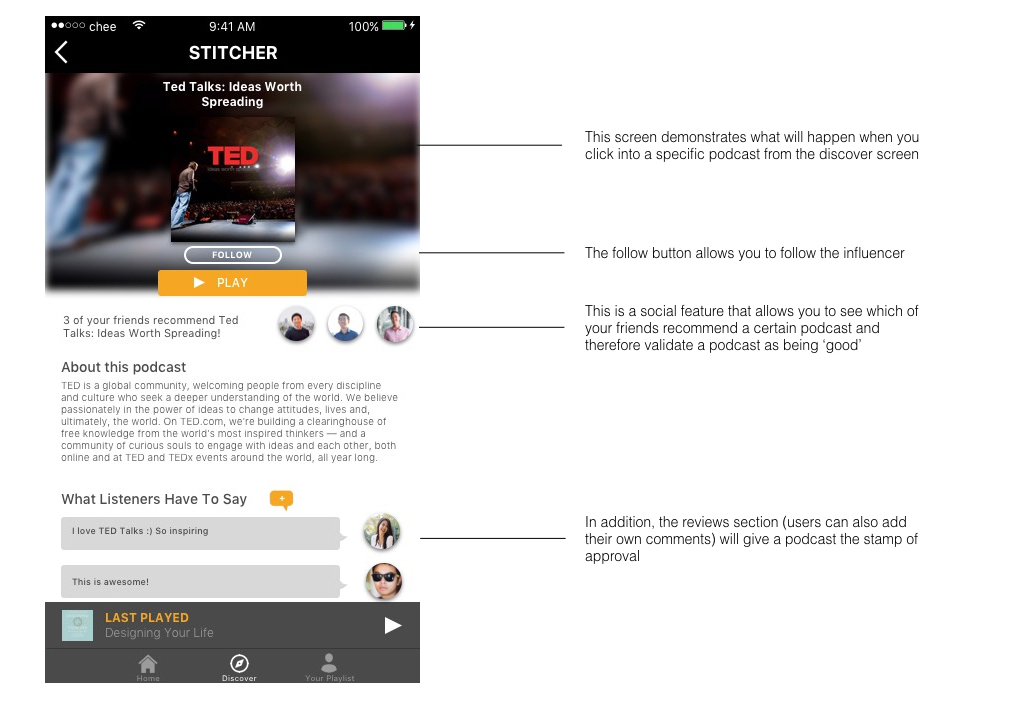 chee
9:41 AM
100%
STITCHER
Ted Talks: Ideas Worth
Spreading
TED
FOLLOW
PLAY
3 of your friends recommend Ted
Talks: Ideas Worth Spreading!
About this podcast
TED is a global community, welcoming people from every discipline
and culture who seek a deeper understanding of the world. We believe
passionately in the power of ideas to change attitudes, lives and,
ultimately, the world. On TED.com, we're building a clearinghouse of
free knowledge from the world's most inspired thinkers — and a
community of curious souls to engage with ideas and each other, both
online and at TED and TEDx events around the world, all year long.
What Listeners Have To Say
+
I love TED Talks :) So inspiring
This is awesome!
LAST PLAYED
Designing Your Life
Home
Discover
Your Playlist
This screen demonstrates what will happen when you
click into a specific podcast from the discover screen
The follow button allows you to follow the influencer
This is a social feature that allows you to see which of
your friends recommend a certain podcast and
therefore validate a podcast as being ‘good’
In addition, the reviews section (users can also add
their own comments) will give a podcast the stamp of
approval